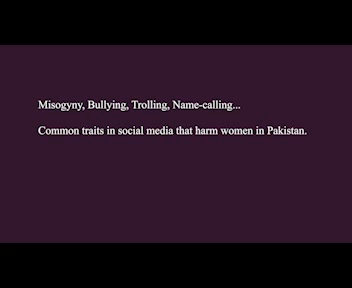 Misogyny, Bullying, Trolling, Name-calling...
Common traits in social media that harm women in Pakistan.